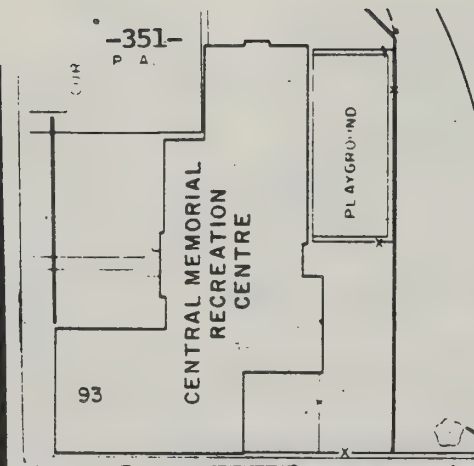 -351-
P. A.
CENTRAL MEMORIAL
RECREATION
CENTRE
PLAYGROUND
93